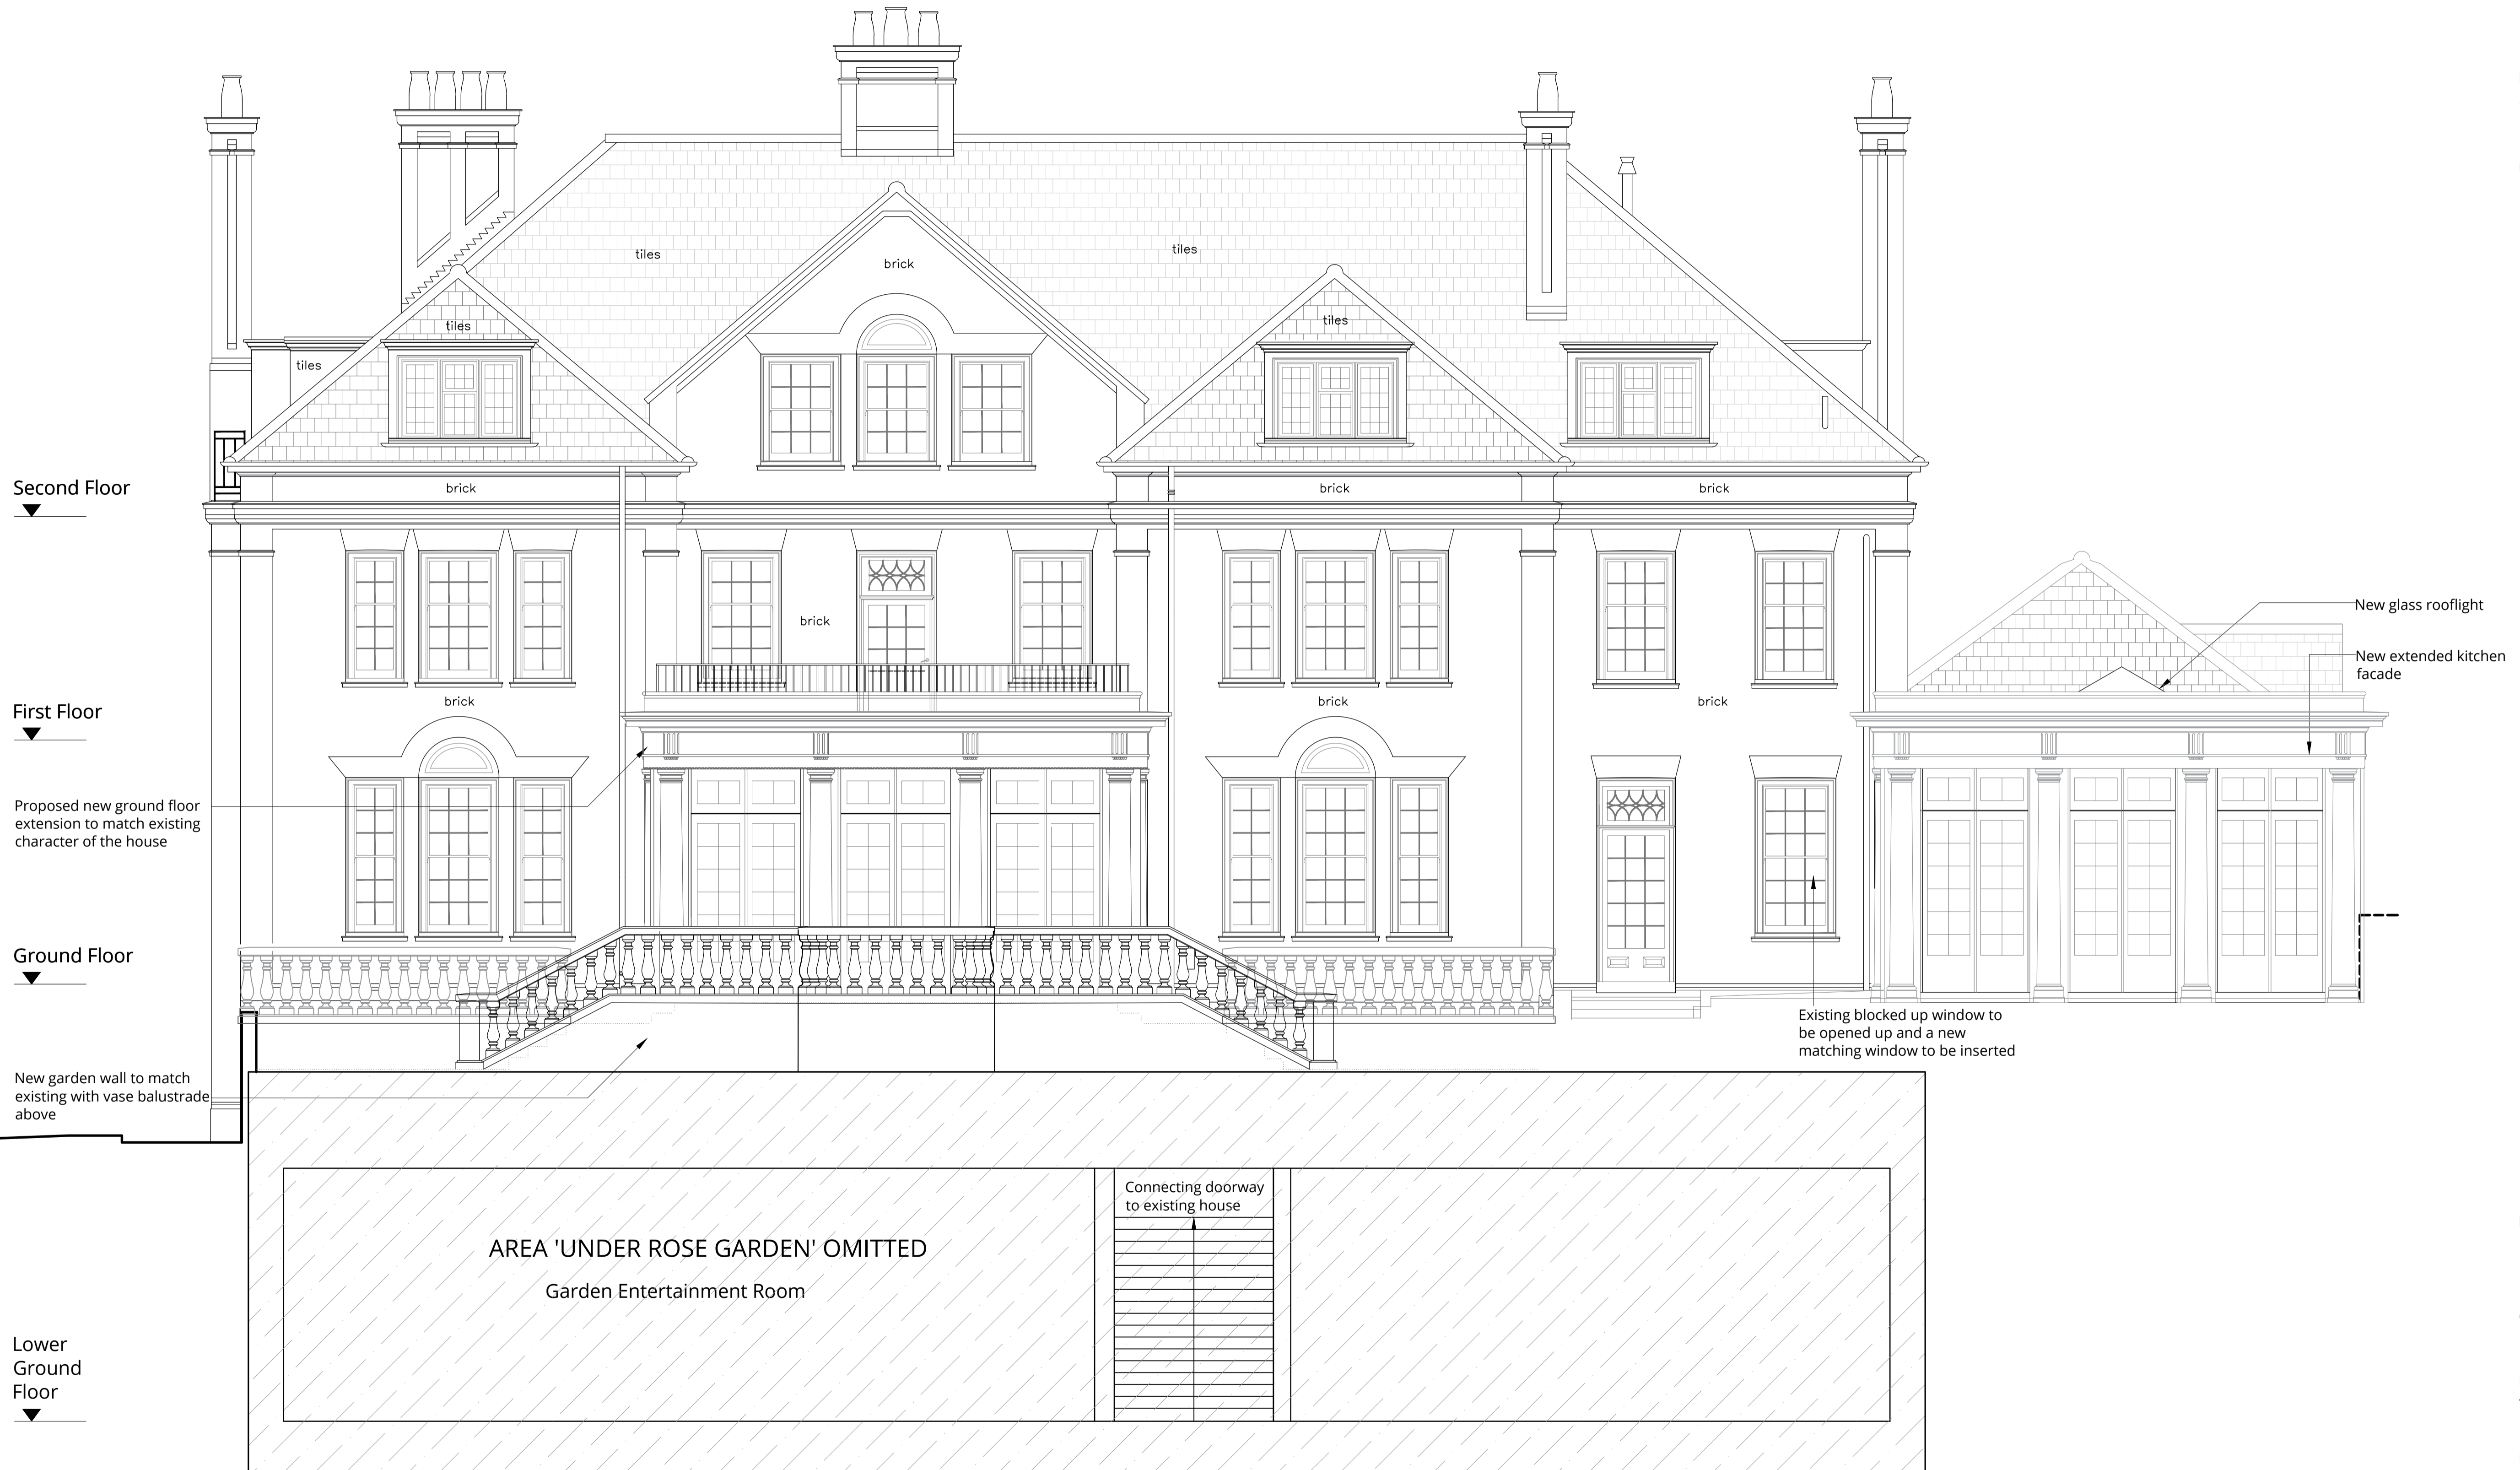 tiles
brick
tiles
tiles
tiles
tiles
Second Floor
brick
brick
brick
New glass rooflight
brick
New extended kitchen
facade
brick
brick
brick
First Floor
Proposed new ground floor
extension to match existing
character of the house
Ground Floor
Existing blocked up window to
be opened up and a new
matching window to be inserted
New garden wall to match
existing with vase balustrade
above
Connecting doorway
to existing house
AREA 'UNDER ROSE GARDEN' OMITTED
Garden Entertainment Room
Lower
Ground
Floor